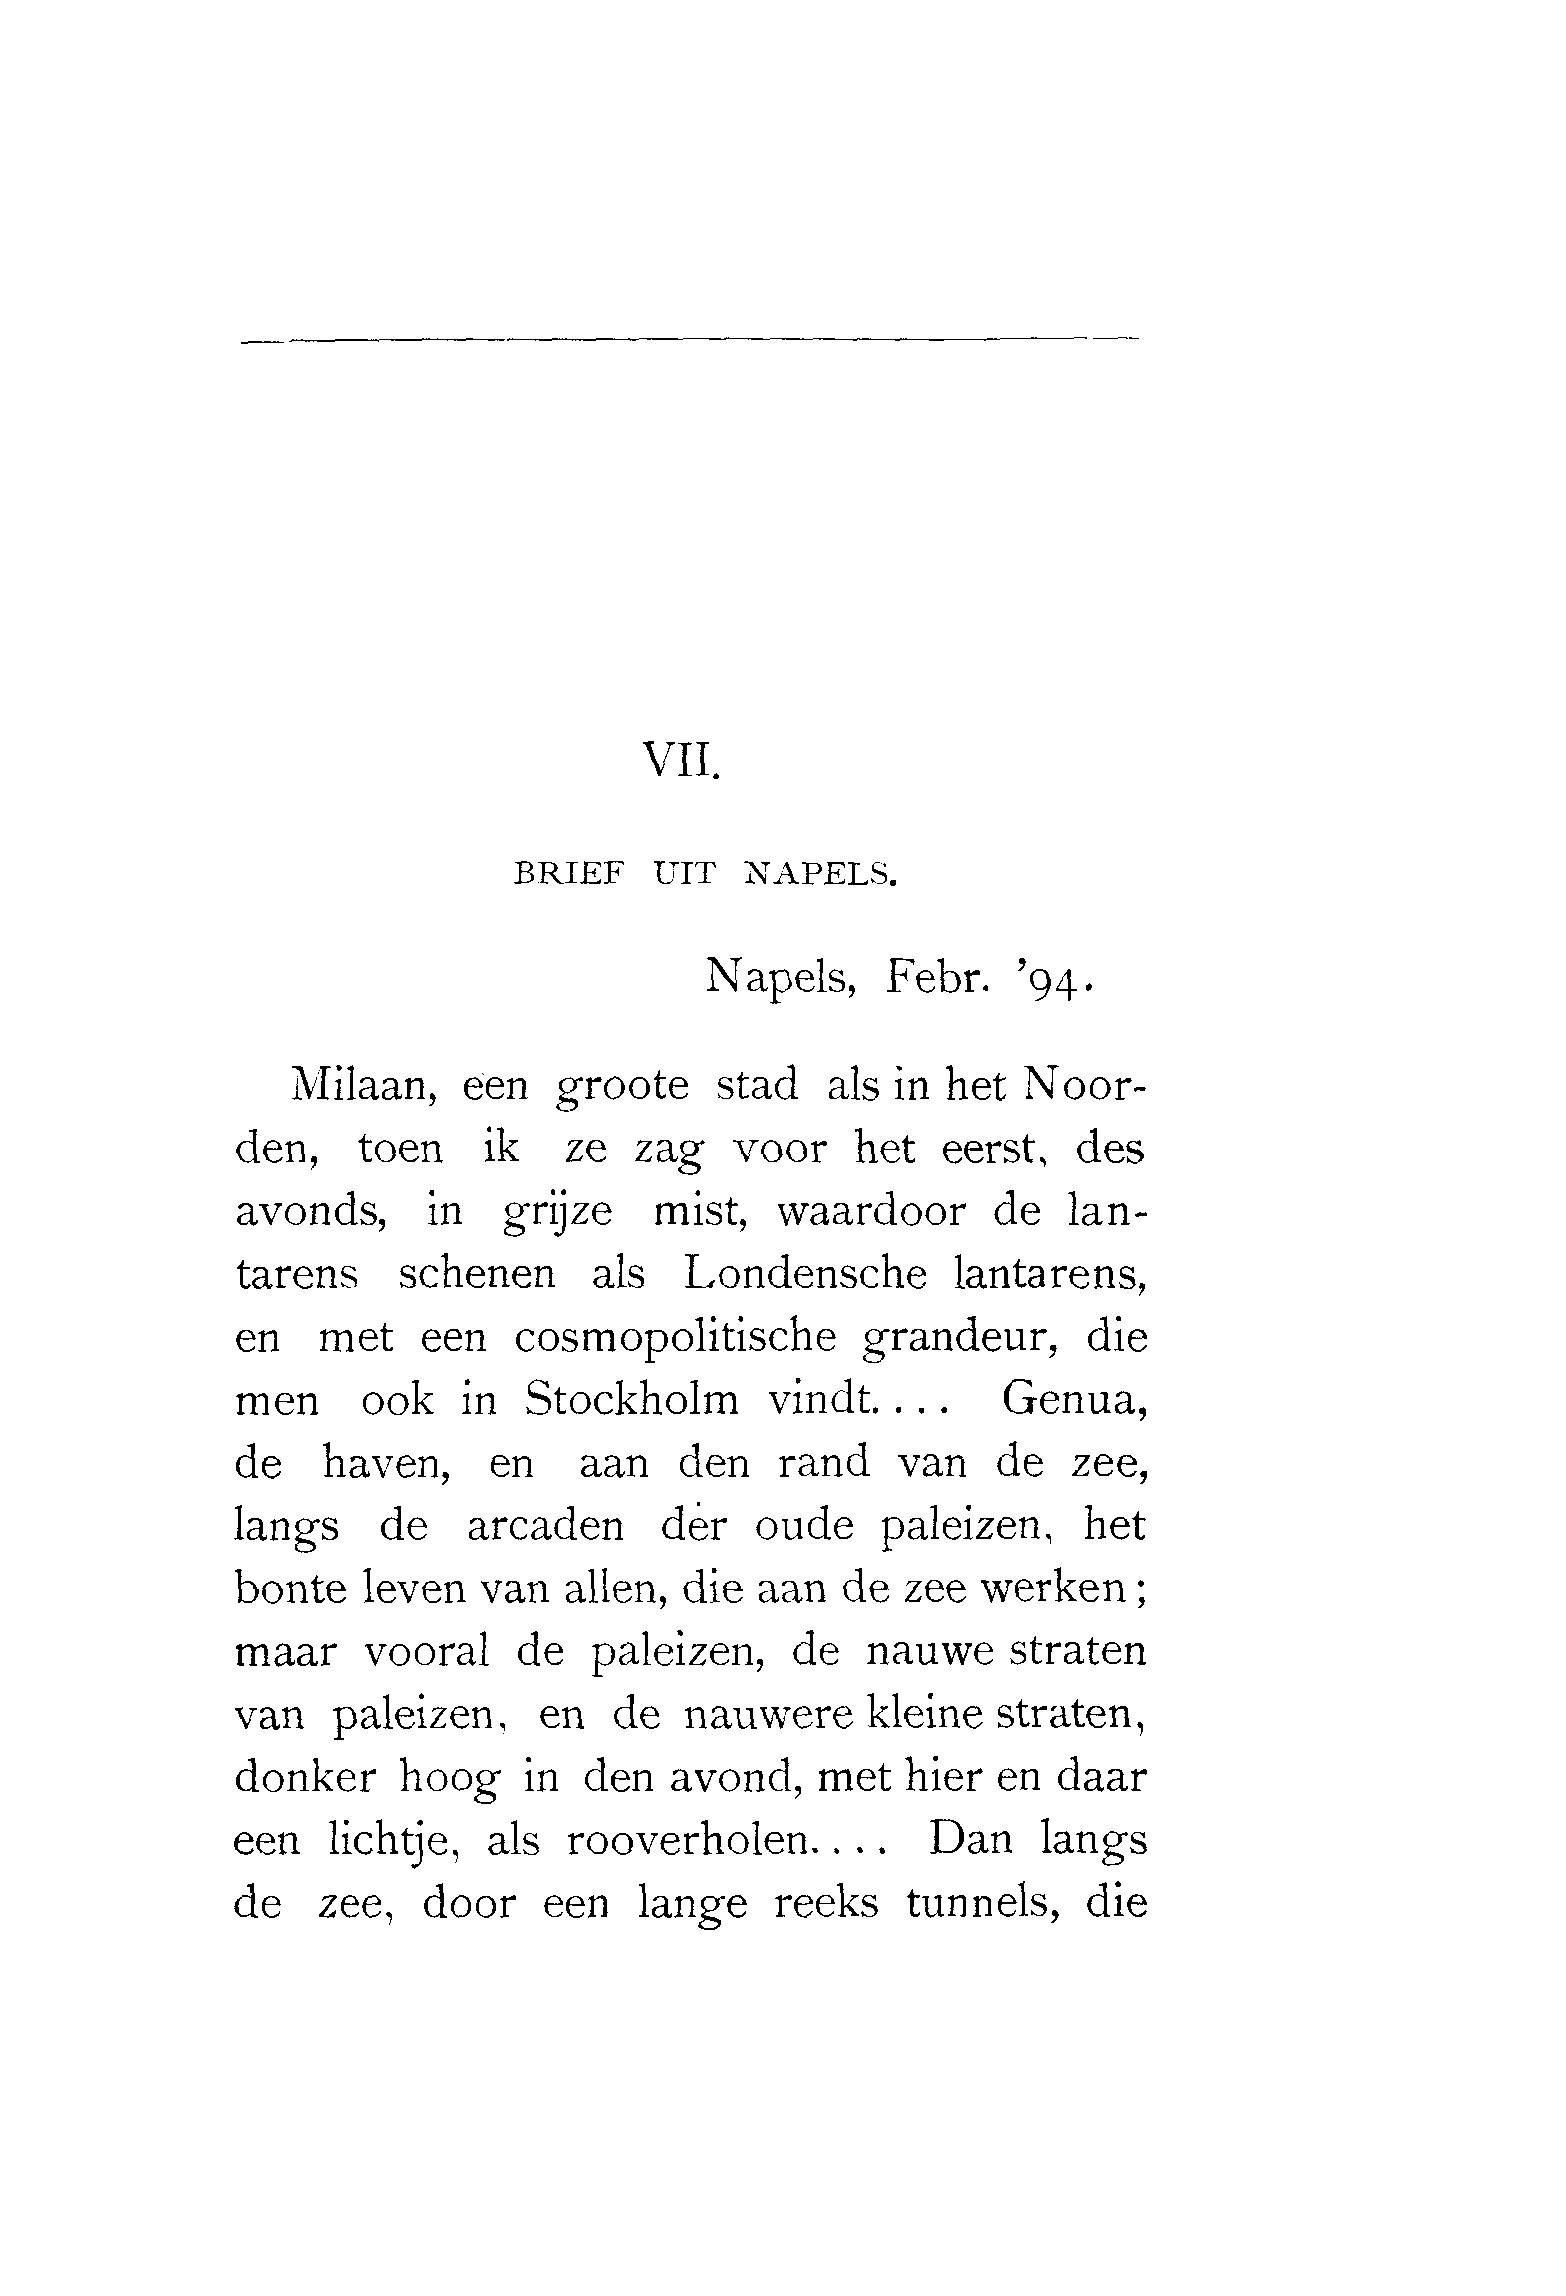 VII.
BRIEF UIT NAPELS.
Napels, Febr. ’94.
Milaan, een groote stad als in het Noor-
den, toen ik ze zag voor het eerst, des
avonds, in grijze mist, waardoor de lan-
tarens schenen als Londensche lantarens,
en met een cosmopolitische grandeur, die
men ook in Stockholm vindt.... Genua,
de haven, en aan den rand van de zee,
langs de arcaden der oude paleizen, het
bonte leven van allen, die aan de zee werken;
maar vooral de paleizen, de nauwe straten
van paleizen, en de nauwere kleine straten,
donker hoog in den avond, met hier en daar
een lichtje, als rooverholen.... Dan langs
de zee, door een lange reeks tunnels, die